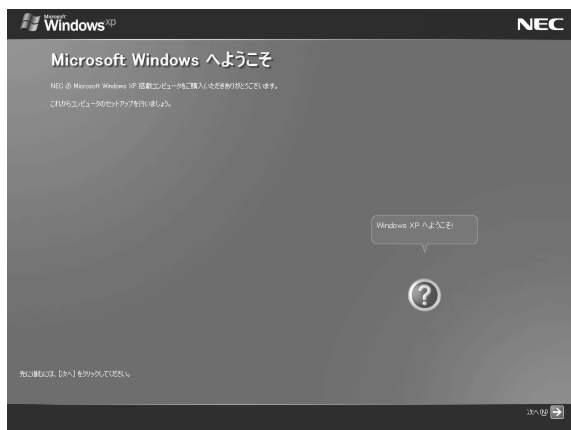 Microsoft
Windows xp
NEC
Microsoft Windows へようこそ
NEC の Microsoft Windows XP 搭載コンピュータをご購入いただきありがとうございます。
これからコンピュータのセットアップを行いましょう。
Windows XP へようこそ!
?
先に進むには、[次へ] をクリックしてください。
次へ(N)